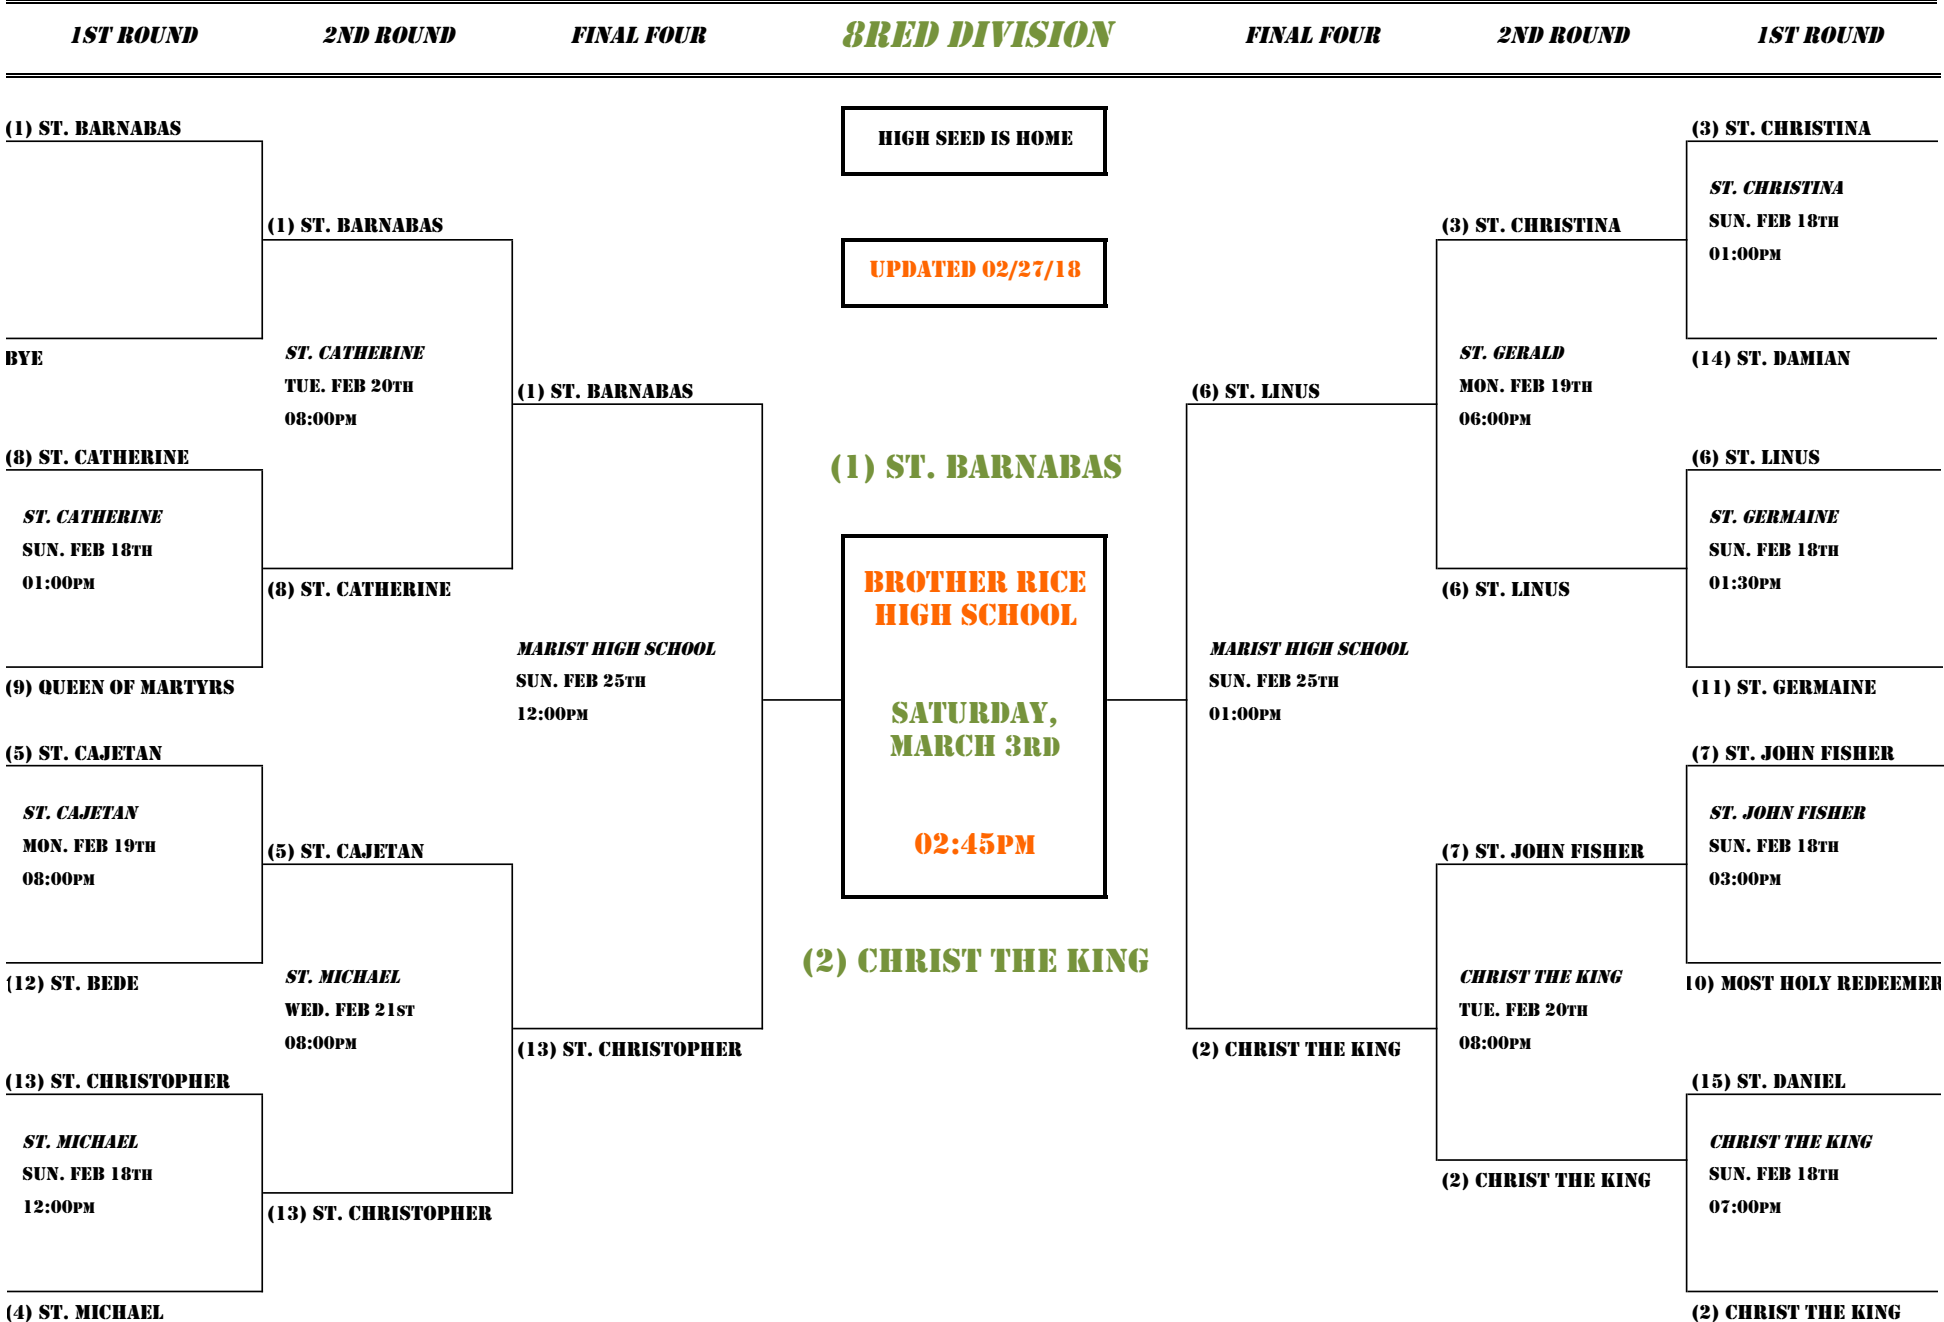 1ST ROUND 2ND ROUND FINAL FOUR 8RED DIVISION FINAL FOUR 2ND ROUND 1ST ROUND
(1) ST. BARNABAS
BYE
(8) ST. CATHERINE
ST. CATHERINE
SUN. FEB 18TH
01:00PM
(9) QUEEN OF MARTYRS
(5) ST. CAJETAN
ST. CAJETAN
MON. FEB 19TH
08:00PM
(12) ST. BEDE
(13) ST. CHRISTOPHER
ST. MICHAEL
SUN. FEB 18TH
12:00PM
(4) ST. MICHAEL
(1) ST. BARNABAS
ST. CATHERINE
TUE. FEB 20TH
08:00PM
(8) ST. CATHERINE
(5) ST. CAJETAN
ST. MICHAEL
WED. FEB 21ST
08:00PM
(13) ST. CHRISTOPHER
(1) ST. BARNABAS
MARIST HIGH SCHOOL
SUN. FEB 25TH
12:00PM
(13) ST. CHRISTOPHER
HIGH SEED IS HOME
UPDATED 02/27/18
(1) ST. BARNABAS
BROTHER RICE
HIGH SCHOOL
SATURDAY,
MARCH 3RD
02:45PM
(2) CHRIST THE KING
(6) ST. LINUS
MARIST HIGH SCHOOL
SUN. FEB 25TH
01:00PM
(2) CHRIST THE KING
(3) ST. CHRISTINA
ST. GERALD
MON. FEB 19TH
06:00PM
(6) ST. LINUS
(7) ST. JOHN FISHER
CHRIST THE KING
TUE. FEB 20TH
08:00PM
(2) CHRIST THE KING
(3) ST. CHRISTINA
ST. CHRISTINA
SUN. FEB 18TH
01:00PM
(14) ST. DAMIAN
(6) ST. LINUS
ST. GERMAINE
SUN. FEB 18TH
01:30PM
(11) ST. GERMAINE
(7) ST. JOHN FISHER
ST. JOHN FISHER
SUN. FEB 18TH
03:00PM
10) MOST HOLY REDEEMER
(15) ST. DANIEL
CHRIST THE KING
SUN. FEB 18TH
07:00PM
(2) CHRIST THE KING